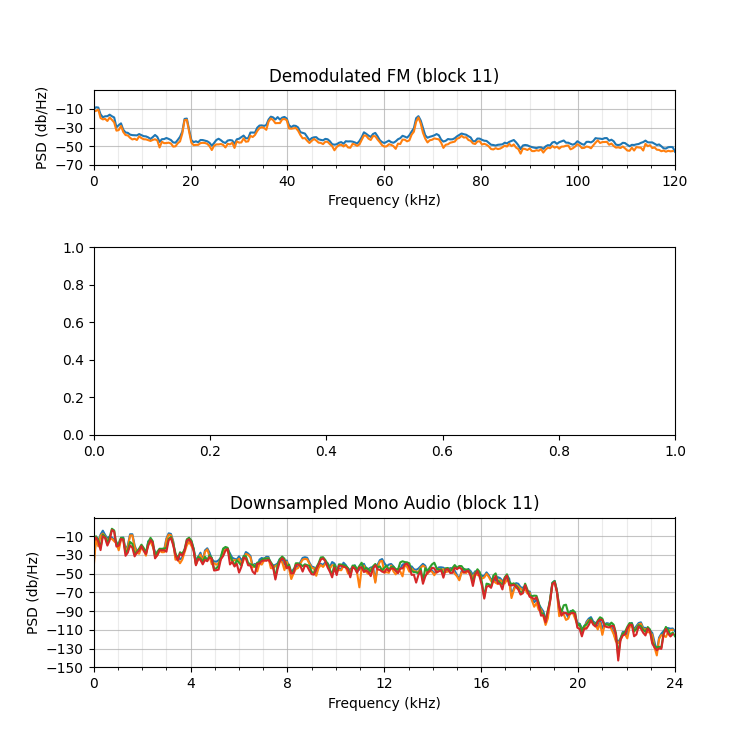 Demodulated FM (block 11)
PSD (db/Hz)
−10
−30
−50
−70
0 20 40 60 80 100 120
Frequency (kHz)
1.0
0.8
0.6
0.4
0.2
0.0
0.0 0.2 0.4 0.6 0.8 1.0
Downsampled Mono Audio (block 11)
PSD (db/Hz)
−10
−30
−50
−70
−90
−110
−130
−150
0 4 8 12 16 20 24
Frequency (kHz)